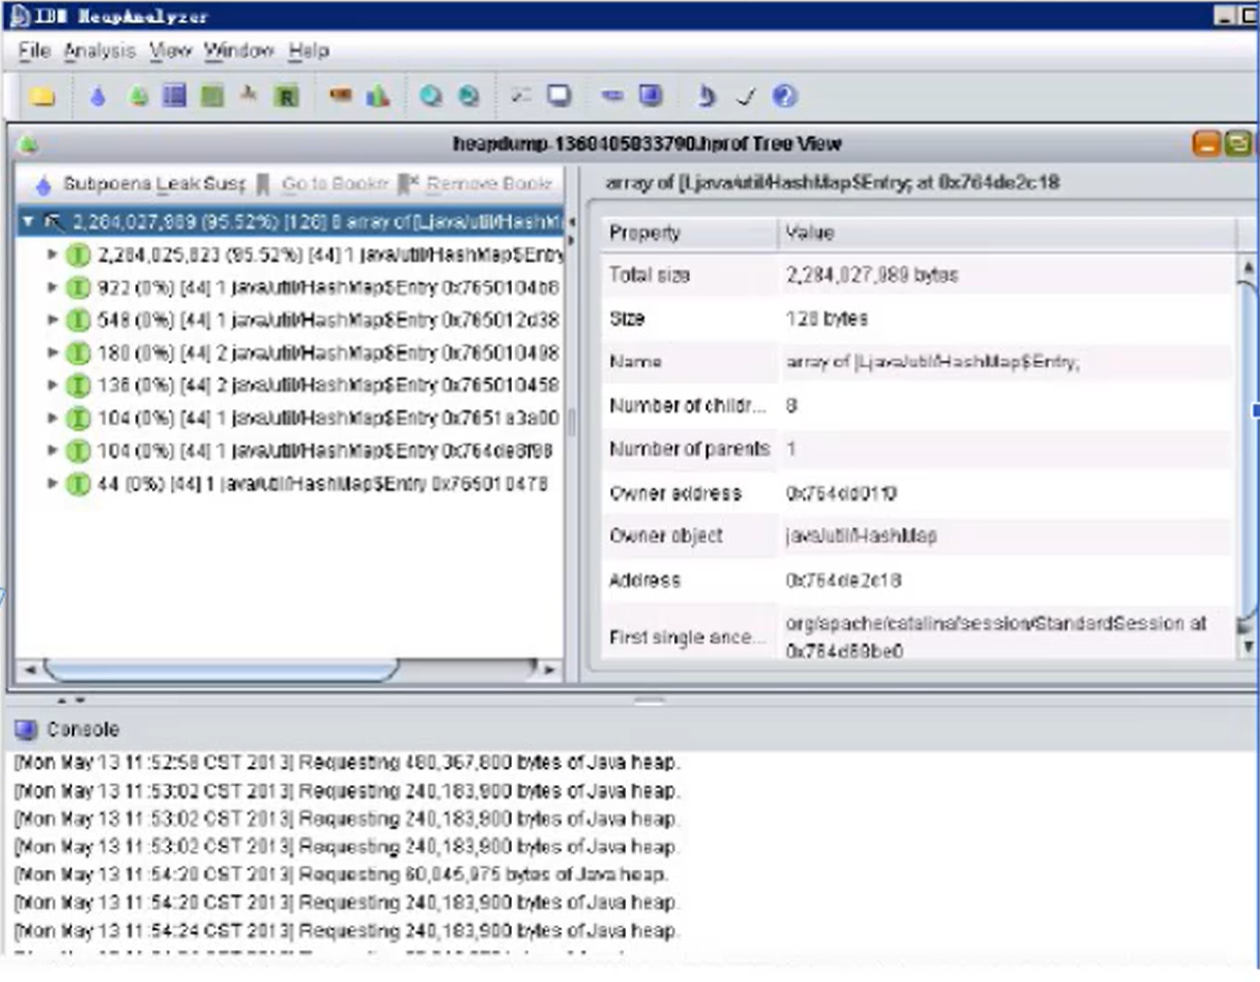 IBM HeapAnalyzer
File Analysis View Window Help
heapdump-1368405833790.hprof Tree View
Subpoena Leak Susp Go to Bookm Remove Bookr
array of [Ljava/util/HashMap$Entry; at 0x764de2c18
2,284,027,989 (95.52%) [128] 8 array of [Ljava/util/HashM
2,284,025,823 (95.52%) [44] 1 java/util/HashMap$Entry
922 (0%) [44] 1 java/util/HashMap$Entry 0x7650104b8
548 (0%) [44] 1 java/util/HashMap$Entry 0x765012d38
180 (0%) [44] 2 java/util/HashMap$Entry 0x765010498
136 (0%) [44] 2 java/util/HashMap$Entry 0x765010458
104 (0%) [44] 1 java/util/HashMap$Entry 0x7651a3a00
104 (0%) [44] 1 java/util/HashMap$Entry 0x764de8f98
44 (0%) [44] 1 java/util/HashMap$Entry 0x765010478
Property Value
Total size 2,284,027,989 bytes
Size 128 bytes
Name array of [Ljava/util/HashMap$Entry;
Number of childr... 8
Number of parents 1
Owner address 0x764dd01f0
Owner object java/util/HashMap
Address 0x764de2c18
First single ance... org/apache/catalina/session/StandardSession at
0x764d69be0
Console
[Mon May 13 11:52:58 CST 2013] Requesting 480,367,800 bytes of Java heap.
[Mon May 13 11:53:02 CST 2013] Requesting 240,183,900 bytes of Java heap.
[Mon May 13 11:53:02 CST 2013] Requesting 240,183,900 bytes of Java heap.
[Mon May 13 11:53:02 CST 2013] Requesting 240,183,900 bytes of Java heap.
[Mon May 13 11:54:20 CST 2013] Requesting 60,045,975 bytes of Java heap.
[Mon May 13 11:54:20 CST 2013] Requesting 240,183,900 bytes of Java heap.
[Mon May 13 11:54:24 CST 2013] Requesting 240,183,900 bytes of Java heap.